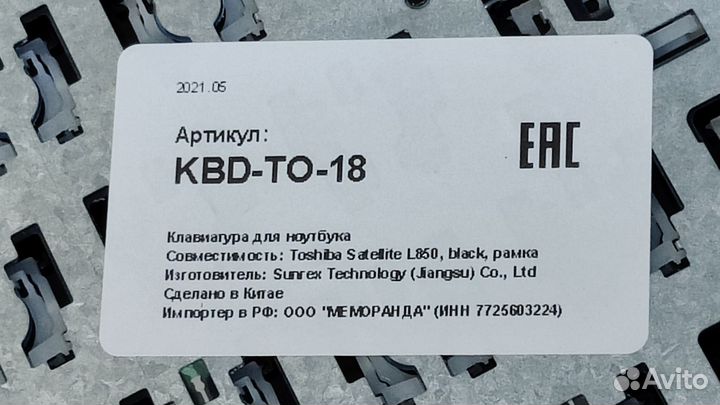 2021.05
Артикул:
KBD-TO-18
EAC
Клавиатура для ноутбука
Совместимость: Toshiba Satellite L850, black, рамка
Изготовитель: Sunrex Technology (Jiangsu) Co., Ltd
Сделано в Китае
Импортер в РФ: ООО "МЕМОРАНДА" (ИНН 7725603224)
Avito